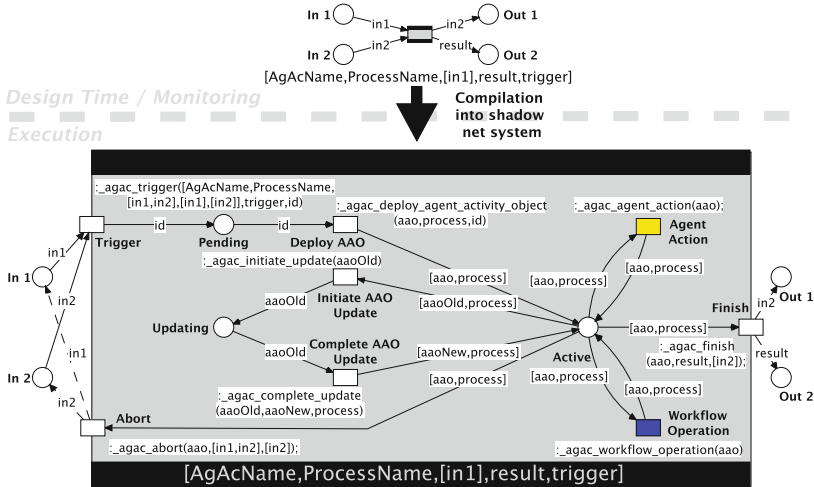 In 1
in1
in2
Out 1
In 2
in2
result
Out 2
[AgAcName,ProcessName,[in1],result,trigger]
Design Time / Monitoring
Execution
Compilation
into shadow
net system
:_agac_trigger([AgAcName,ProcessName,
[in1,in2],[in1],[in2]],trigger,id)
:_agac_deploy_agent_activity_object
(aao,process,id)
:_agac_agent_action(aao);
id
id
Trigger
Pending
Deploy AAO
Agent
Action
in1
:_agac_initiate_update(aaoOld)
[aao,process]
[aao,process]
[aao,process]
In 1
in2
aaoOld
Initiate AAO
Update
[aaoOld,process]
Finish
in2
Out 1
Updating
[aao,process]
Active
in1
aaoOld
Complete AAO
Update
[aaoNew,process]
:_agac_finish
(aao,result,[in2]);
result
In 2
[aao,process]
[aao,process]
[aao,process]
Out 2
in2
:_agac_complete_update
(aaoOld,aaoNew,process)
Abort
Workflow
Operation
:_agac_abort(aao,[in1,in2],[in2]);
:_agac_workflow_operation(aao)
[AgAcName,ProcessName,[in1],result,trigger]